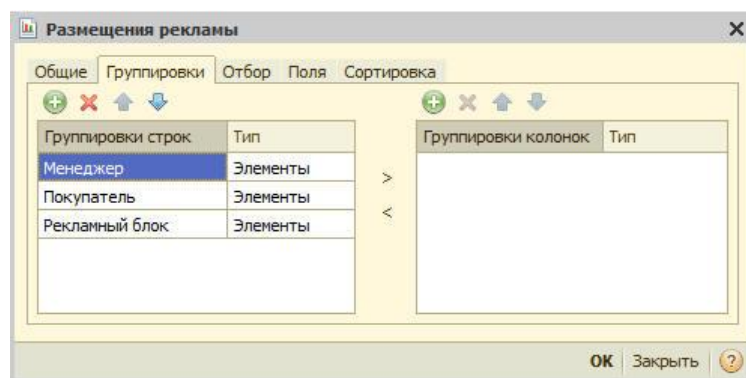 Размещения рекламы
Общие Группировки Отбор Поля Сортировка
Группировки строк Тип Группировки колонок Тип
Менеджер Элементы
>
Покупатель Элементы
<
Рекламный блок Элементы
OK Закрыть ?